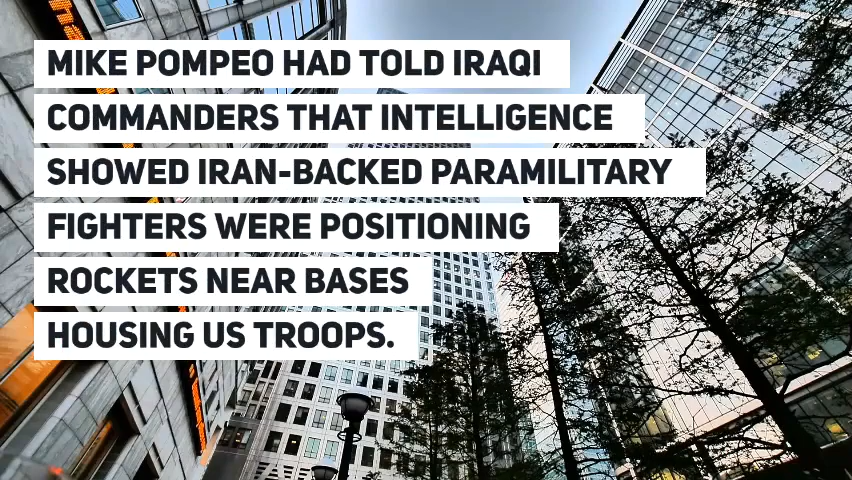 MIKE POMPEO HAD TOLD IRAQI
COMMANDERS THAT INTELLIGENCE
SHOWED IRAN-BACKED PARAMILITARY
FIGHTERS WERE POSITIONING
ROCKETS NEAR BASES
HOUSING US TROOPS.